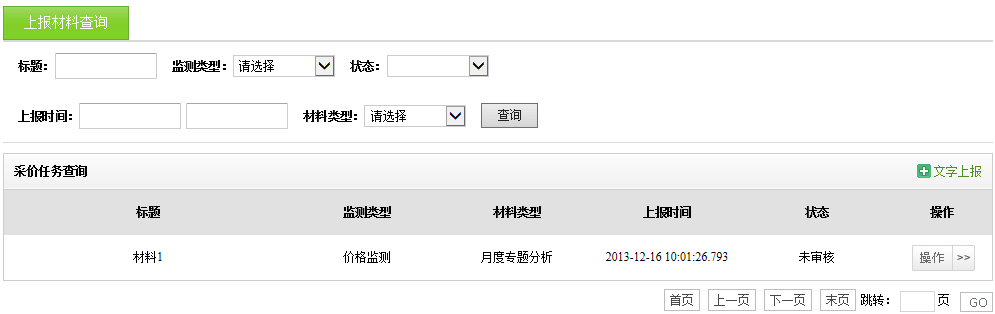 上报材料查询
标题： 监测类型： 请选择 状态：
上报时间： 材料类型： 请选择 查询
采价任务查询 文字上报
标题 监测类型 材料类型 上报时间 状态 操作
材料1 价格监测 月度专题分析 2013-12-16 10:01:26.793 未审核 操作 >>
首页 上一页 下一页 末页 跳转： 页 GO